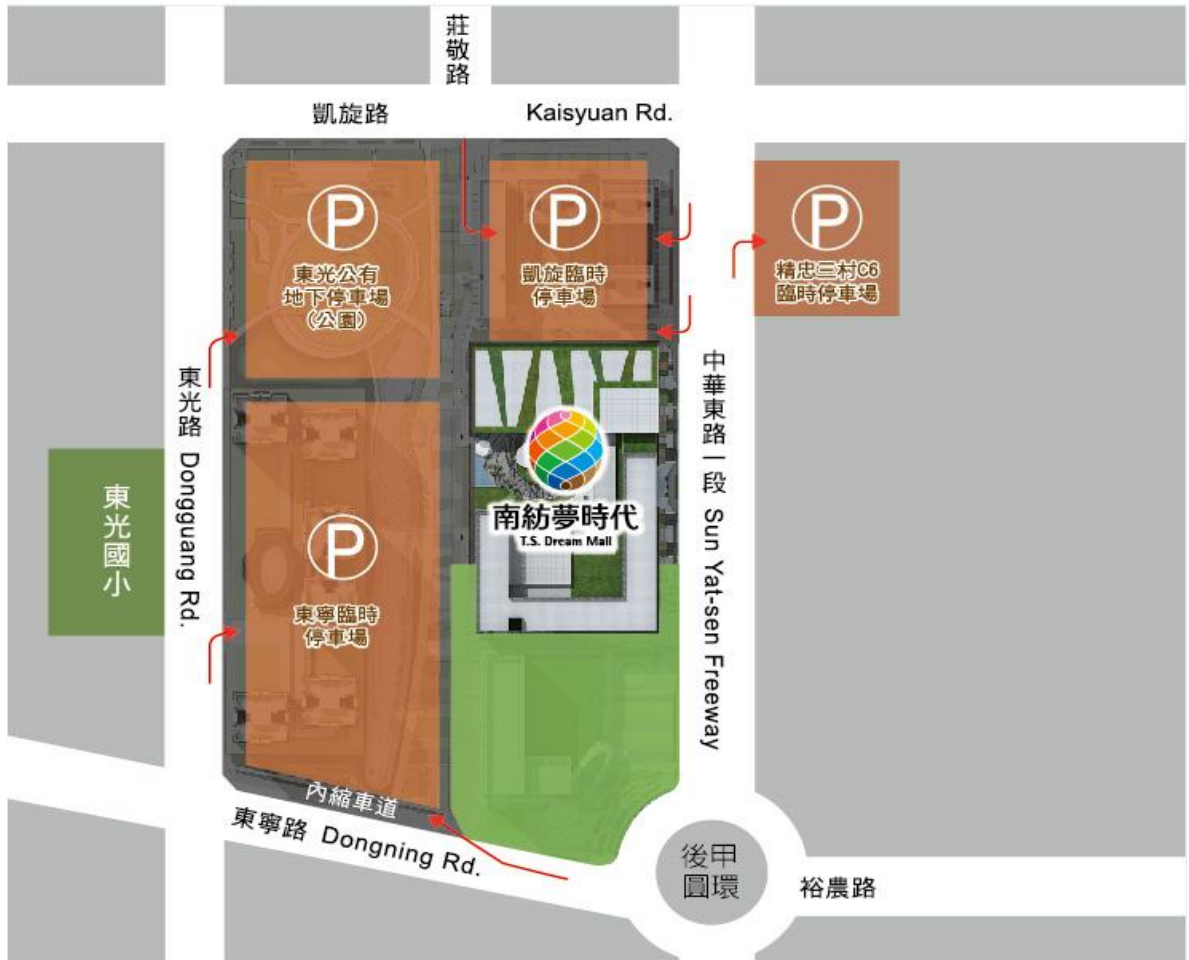 莊敬路
凱旋路
Kaisyuan Rd.
P
東光公有
地下停車場
(公園)
P
凱旋臨時
停車場
P
精忠三村C6
臨時停車場
東光路 Dongguang Rd.
中華東路一段 Sun Yat-sen Freeway
南紡夢時代
T.S. Dream Mall
東光國小
P
東寧臨時
停車場
內縮車道
東寧路 Dongning Rd.
後甲
圓環
裕農路